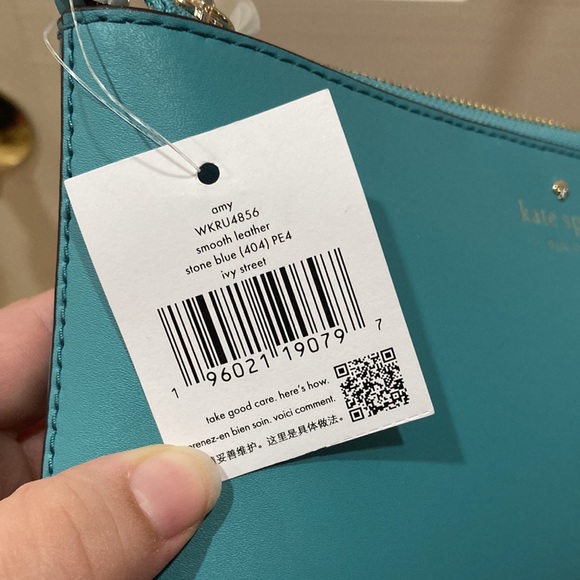 amy
WKRU4856
smooth leather
stone blue (404) PE4
ivy street
1 96021 19079 7
take good care. here's how.
prenez-en bien soin. voici comment.
妥善维护。这里是具体做法。
kate sp